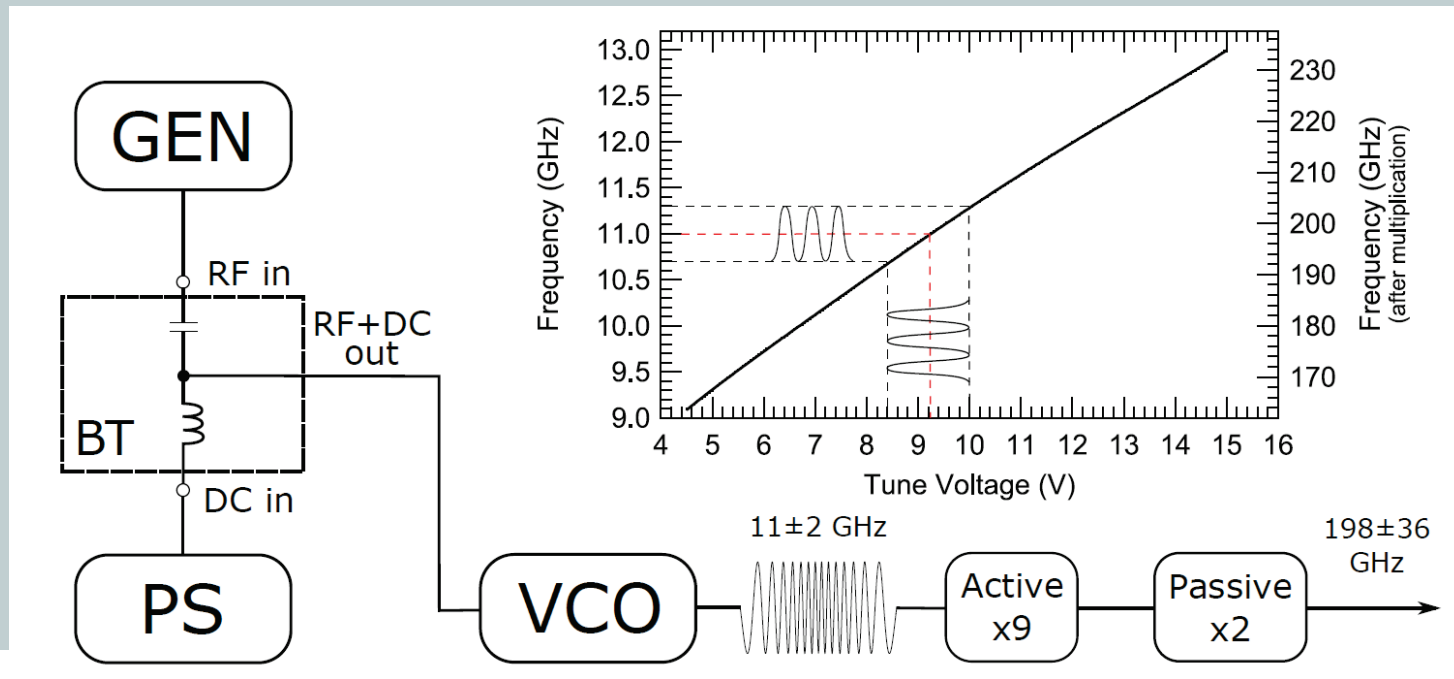 GEN
RF in
RF+DC
out
BT
DC in
PS
VCO
11±2 GHz
Active
x9
Passive
x2
198±36
GHz
Frequency (GHz)
13.0
12.5
12.0
11.5
11.0
10.5
10.0
9.5
9.0
4 5 6 7 8 9 10 11 12 13 14 15 16
Tune Voltage (V)
230
220
210
200
190
180
170
Frequency (GHz)
(after multiplication)